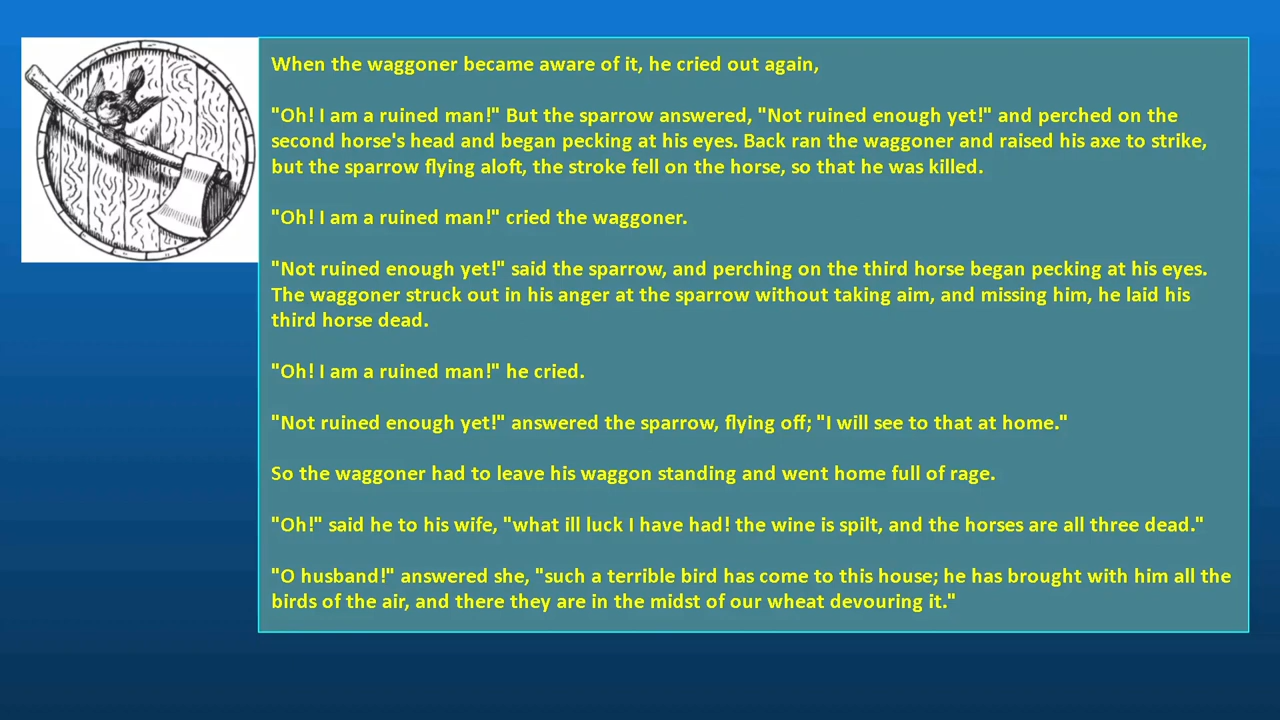 When the waggoner became aware of it, he cried out again,
"Oh! I am a ruined man!" But the sparrow answered, "Not ruined enough yet!" and perched on the
second horse's head and began pecking at his eyes. Back ran the waggoner and raised his axe to strike,
but the sparrow flying aloft, the stroke fell on the horse, so that he was killed.
"Oh! I am a ruined man!" cried the waggoner.
"Not ruined enough yet!" said the sparrow, and perching on the third horse began pecking at his eyes.
The waggoner struck out in his anger at the sparrow without taking aim, and missing him, he laid his
third horse dead.
"Oh! I am a ruined man!" he cried.
"Not ruined enough yet!" answered the sparrow, flying off; "I will see to that at home."
So the waggoner had to leave his waggon standing and went home full of rage.
"Oh!" said he to his wife, "what ill luck I have had! the wine is spilt, and the horses are all three dead."
"O husband!" answered she, "such a terrible bird has come to this house; he has brought with him all the
birds of the air, and there they are in the midst of our wheat devouring it."